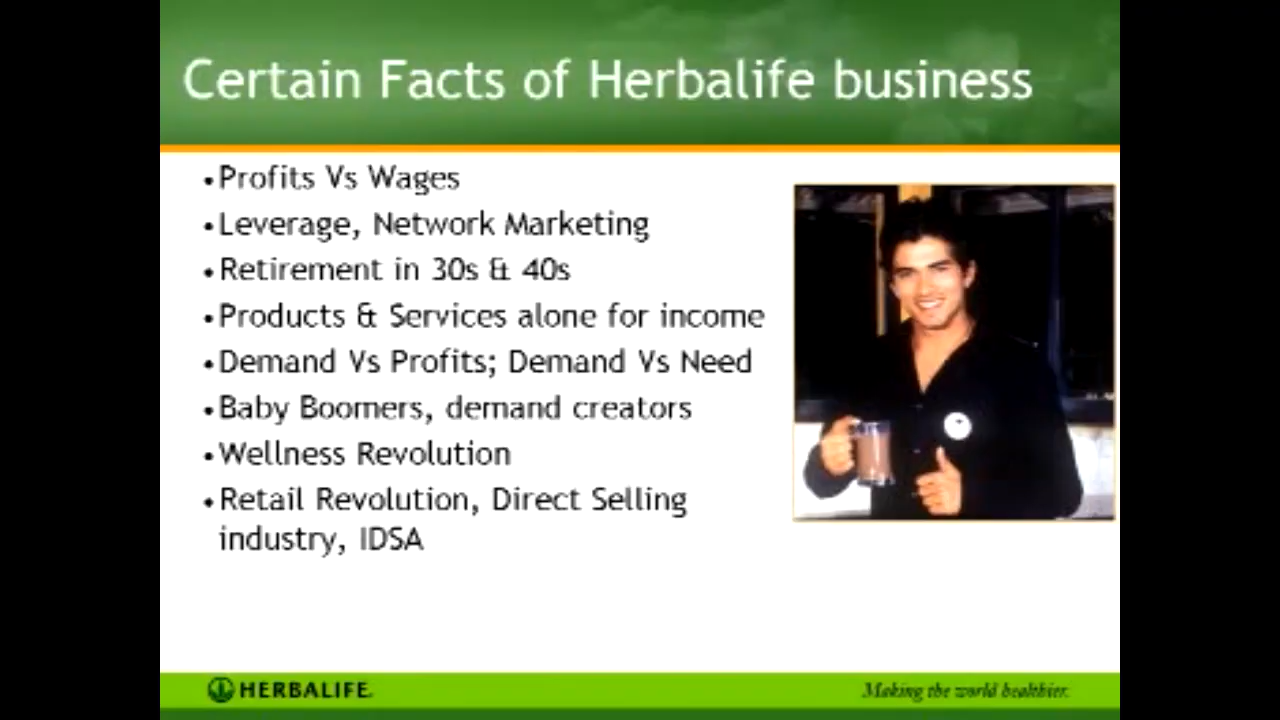 Certain Facts of Herbalife business
•Profits Vs Wages
•Leverage, Network Marketing
•Retirement in 30s & 40s
•Products & Services alone for income
•Demand Vs Profits; Demand Vs Need
•Baby Boomers, demand creators
•Wellness Revolution
•Retail Revolution, Direct Selling
industry, IDSA
HERBALIFE.
Making the world healthier.